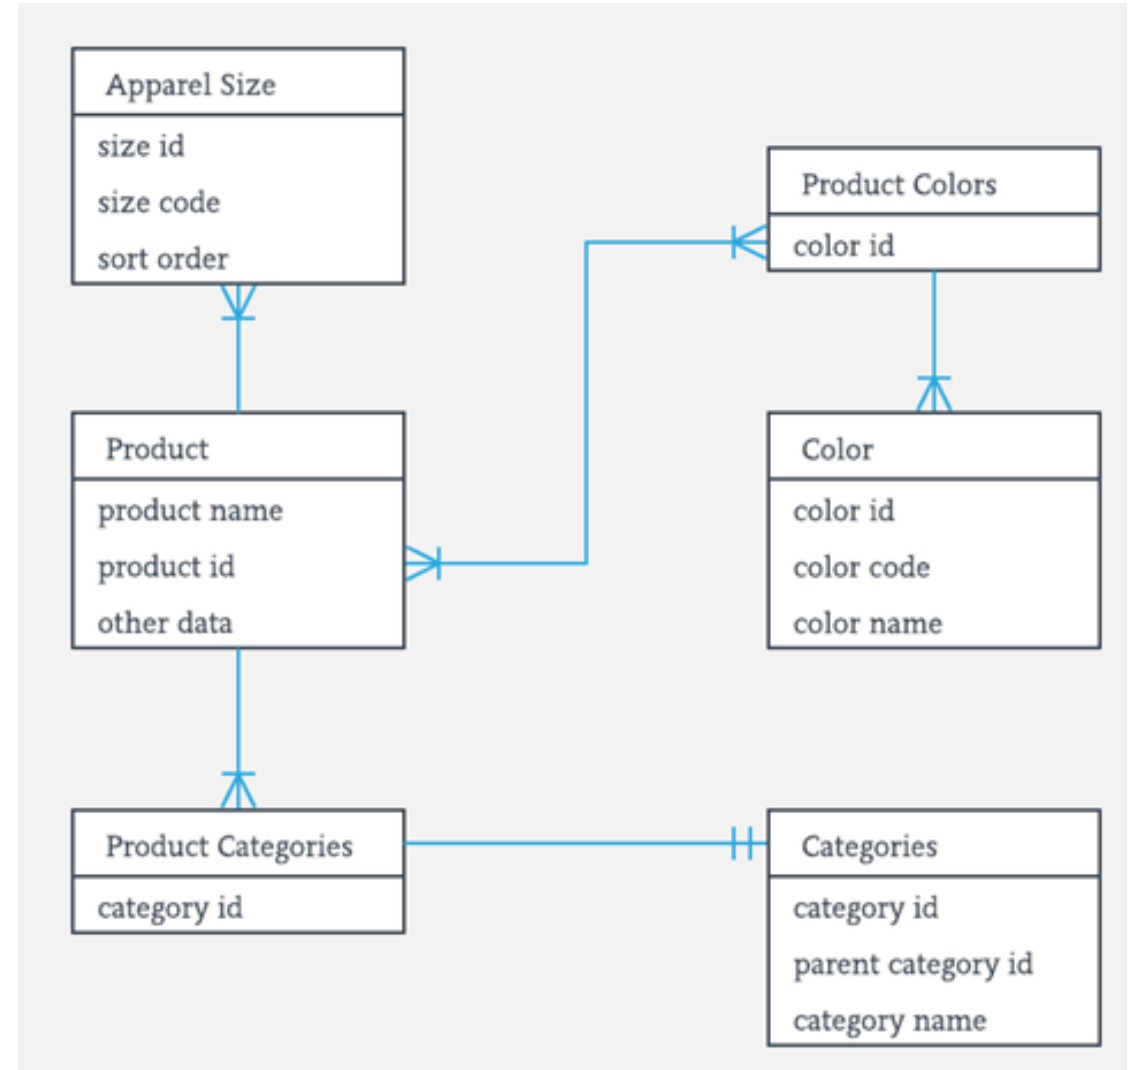 Apparel Size
size id
size code
sort order
Product Colors
color id
Product
product name
product id
other data
Color
color id
color code
color name
Product Categories
category id
Categories
category id
parent category id
category name